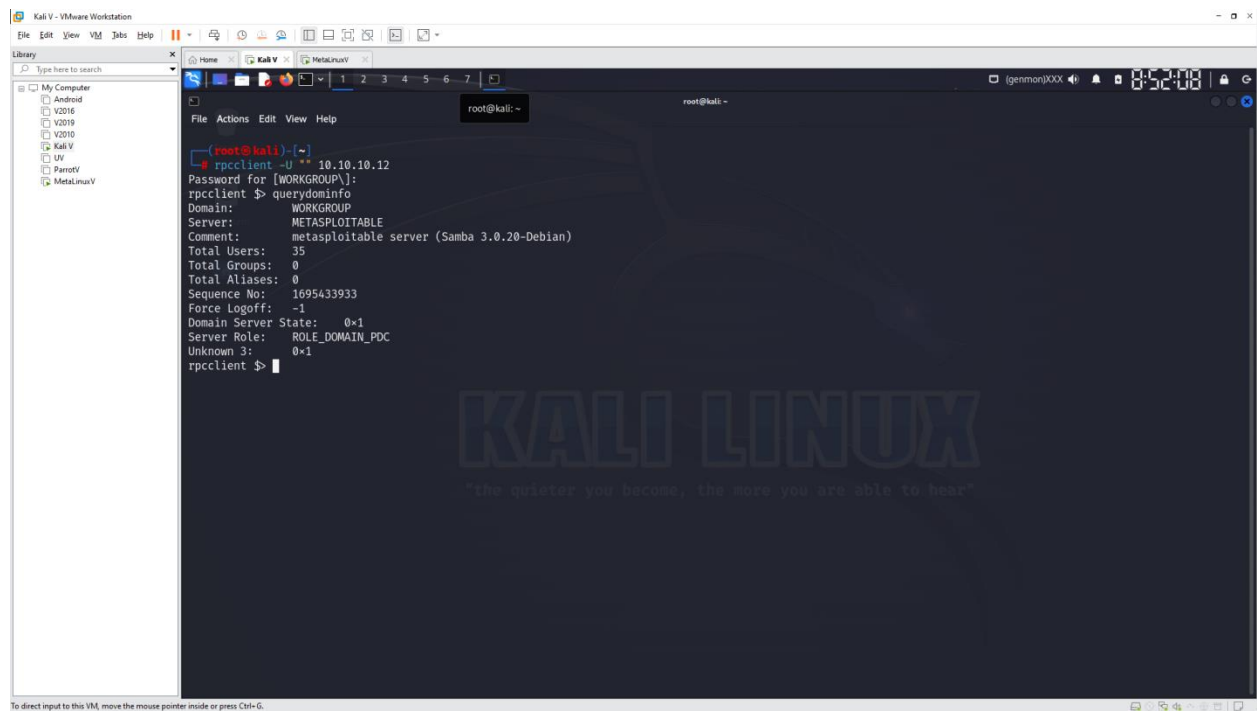 Kali V - VMware Workstation
File Edit View VM Tabs Help
Library
Type here to search
My Computer
Android
V2016
V2019
V2010
Kali V
UV
ParrotV
MetaLinuxV
Home
Kali V
MetaLinuxV
1 2 3 4 5 6 7
(genmon)XXX
8:52:08
root@kali: ~
root@kali: ~
File Actions Edit View Help
(root㉿kali)-[~]
# rpcclient -U "" 10.10.10.12
Password for [WORKGROUP\]:
rpcclient $> querydominfo
Domain: WORKGROUP
Server: METASPLOITABLE
Comment: metasploitable server (Samba 3.0.20-Debian)
Total Users: 35
Total Groups: 0
Total Aliases: 0
Sequence No: 1695433933
Force Logoff: -1
Domain Server State: 0×1
Server Role: ROLE_DOMAIN_PDC
Unknown 3: 0×1
rpcclient $>
KALI LINUX
"the quieter you become, the more you are able to hear"
To direct input to this VM, move the mouse pointer inside or press Ctrl+G.